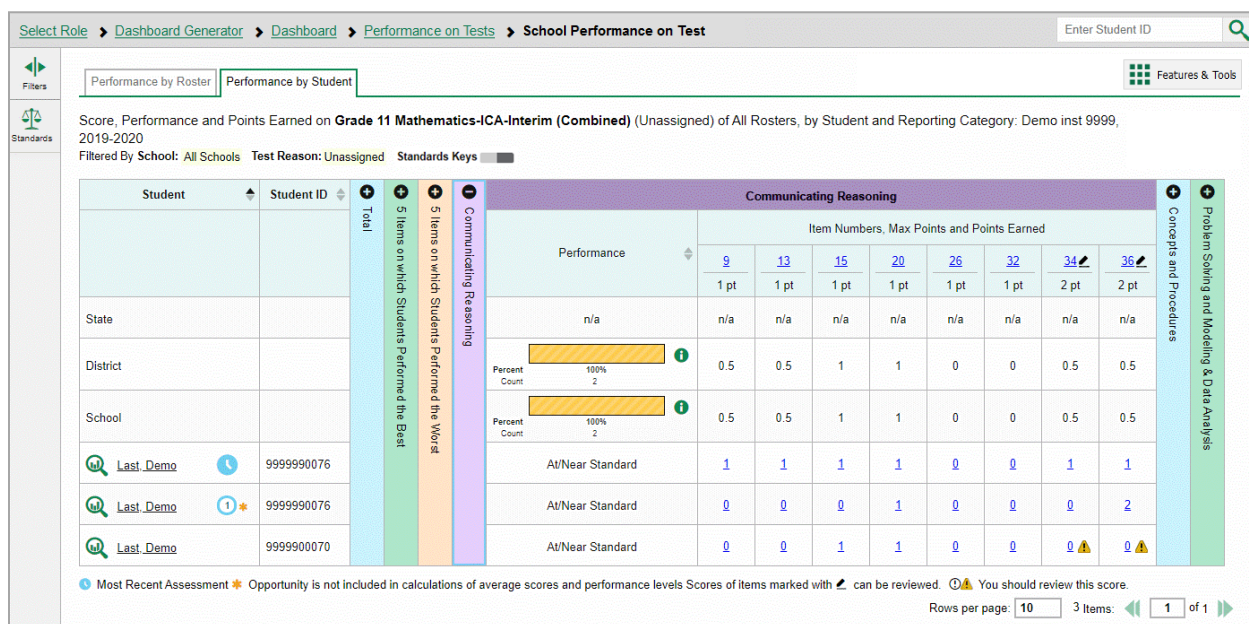 Select Role Dashboard Generator Dashboard Performance on Tests School Performance on Test Enter Student ID
Filters
Standards
Performance by Roster Performance by Student Features & Tools
Score, Performance and Points Earned on Grade 11 Mathematics-ICA-Interim (Combined) (Unassigned) of All Rosters, by Student and Reporting Category: Demo inst 9999,
2019-2020
Filtered By School: All Schools Test Reason: Unassigned Standards Keys
Student Student ID
Total
5 Items on which Students Performed the Best
5 Items on which Students Performed the Worst
Communicating Reasoning
Communicating Reasoning
Concepts and Procedures
Problem Solring and Modeling & Data Analysis
Performance
Item Numbers, Max Points and Points Earned
9 13 15 20 26 32 34 36
1 pt 1 pt 1 pt 1 pt 1 pt 1 pt 2 pt 2 pt
State n/a n/a n/a n/a n/a n/a n/a n/a n/a
District Percent 100% 0.5 0.5 1 1 0 0 0.5 0.5
Count 2
School Percent 100% 0.5 0.5 1 1 0 0 0.5 0.5
Count 2
Last, Demo 9999990076 At/Near Standard 1 1 1 1 0 0 1 1
Last, Demo 1 * 9999990076 At/Near Standard 0 0 0 1 0 0 0 2
Last, Demo 9999900070 At/Near Standard 0 0 1 1 0 0 0 0
Most Recent Assessment * Opportunity is not included in calculations of average scores and performance levels Scores of items marked with can be reviewed. You should review this score.
Rows per page: 10 3 Items: 1 of 1